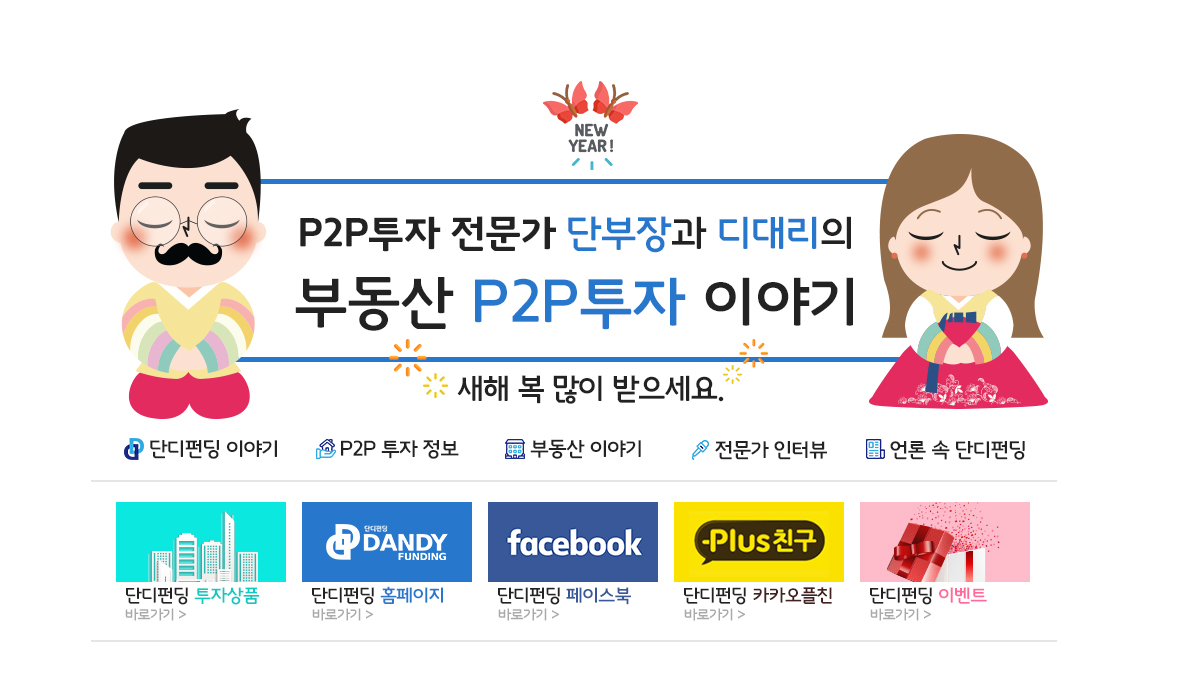 NEW
YEAR!
P2P투자 전문가 단부장과 디대리의
부동산 P2P투자 이야기
새해 복 많이 받으세요.
단디펀딩 이야기
P2P 투자 정보
부동산 이야기
전문가 인터뷰
언론 속 단디펀딩
단디펀딩
DANDY
FUNDING
facebook
-Plus친구
단디펀딩 투자상품
바로가기 >
단디펀딩 홈페이지
바로가기 >
단디펀딩 페이스북
바로가기 >
단디펀딩 카카오플친
바로가기 >
단디펀딩 이벤트
바로가기 >